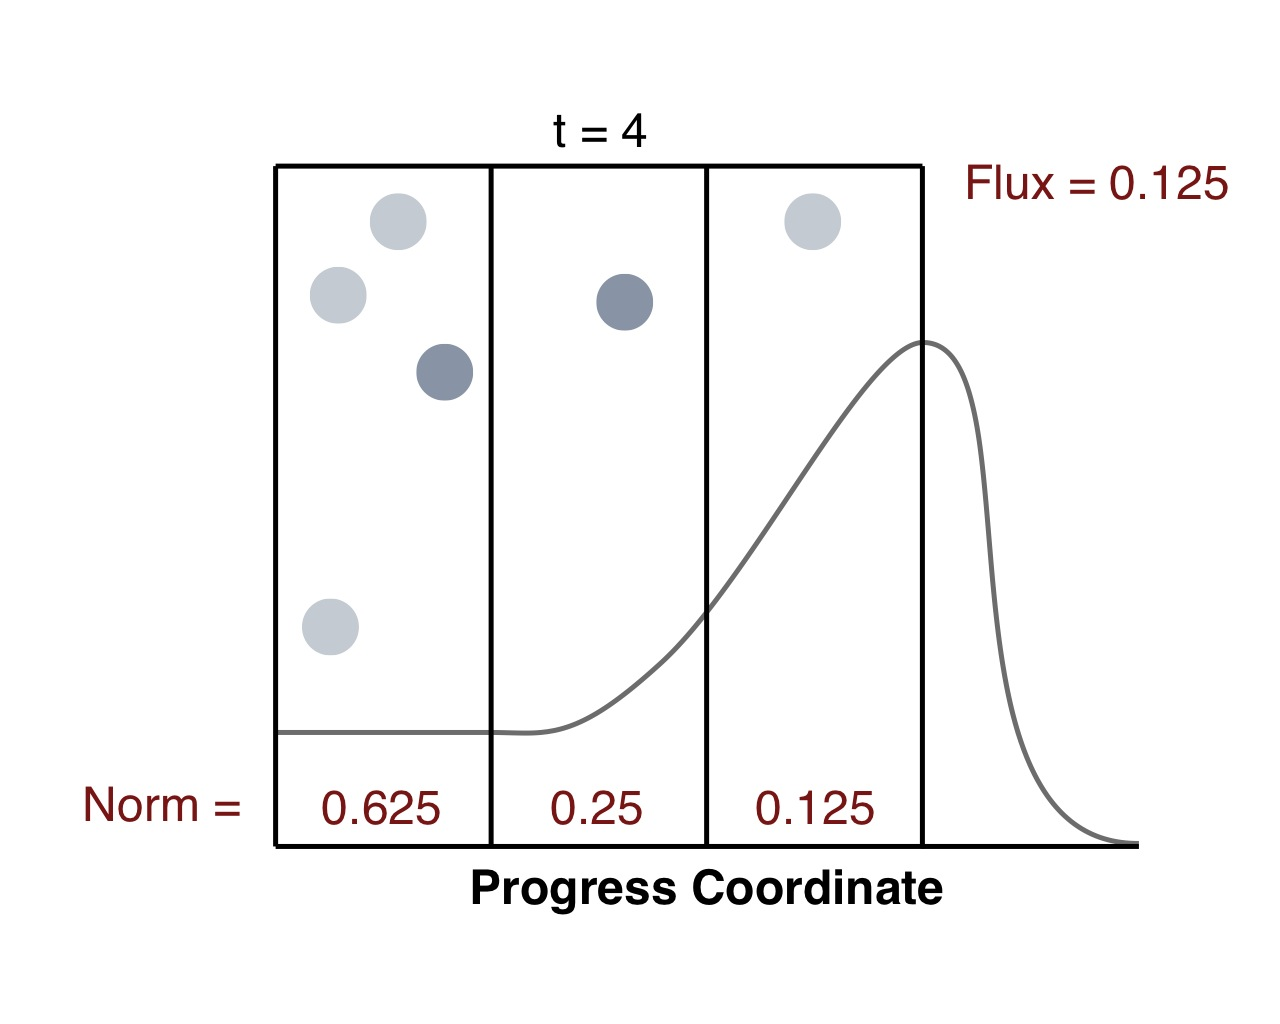 t = 4
Flux = 0.125
Norm = 0.625 0.25 0.125
Progress Coordinate